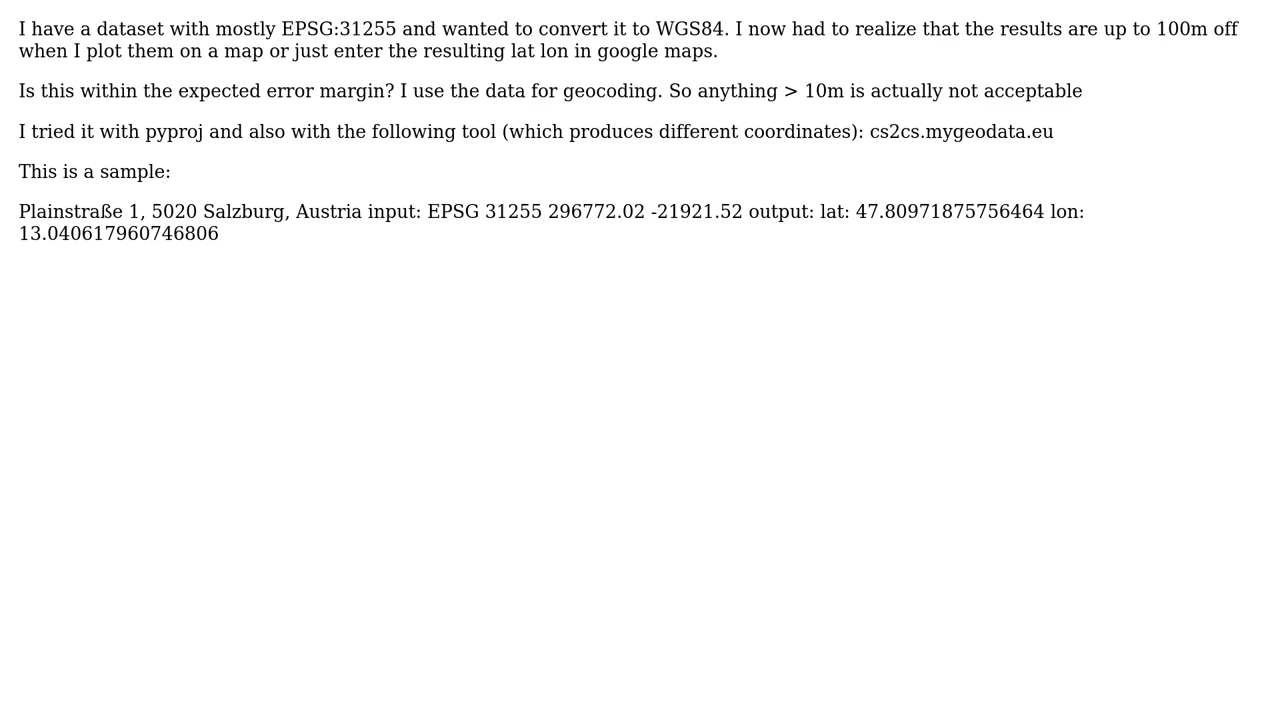 I have a dataset with mostly EPSG:31255 and wanted to convert it to WGS84. I now had to realize that the results are up to 100m off
when I plot them on a map or just enter the resulting lat lon in google maps.
Is this within the expected error margin? I use the data for geocoding. So anything > 10m is actually not acceptable
I tried it with pyproj and also with the following tool (which produces different coordinates): cs2cs.mygeodata.eu
This is a sample:
Plainstraße 1, 5020 Salzburg, Austria input: EPSG 31255 296772.02 -21921.52 output: lat: 47.80971875756464 lon:
13.040617960746806